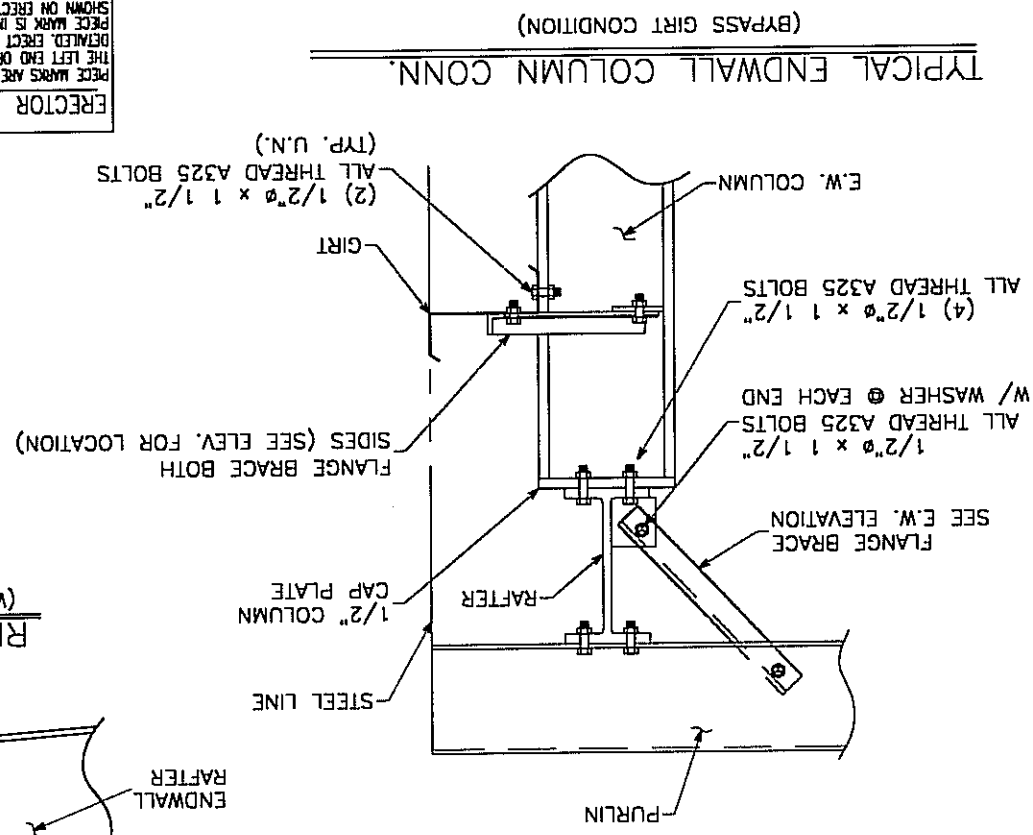 PURLIN
ENDWALL
RAFTER
STEEL LINE
RAFTER
1/2" COLUMN
CAP PLATE
FLANGE BRACE
SEE E.W. ELEVATION
1/2"ø x 1 1/2"
ALL THREAD A325 BOLTS
W/ WASHER @ EACH END
FLANGE BRACE BOTH
SIDES (SEE ELEV. FOR LOCATION)
(4) 1/2"ø x 1 1/2"
ALL THREAD A325 BOLTS
GIRT
E.W. COLUMN
(2) 1/2"ø x 1 1/2"
ALL THREAD A325 BOLTS
(TYP. U.N.)
TYPICAL ENDWALL COLUMN CONN.
(BYPASS GIRT CONDITION)
ERECTOR
PIECE MARKS ARE
THE LEFT END
DETAILED. ERECT
PIECE MARK IS
SHOWN ON